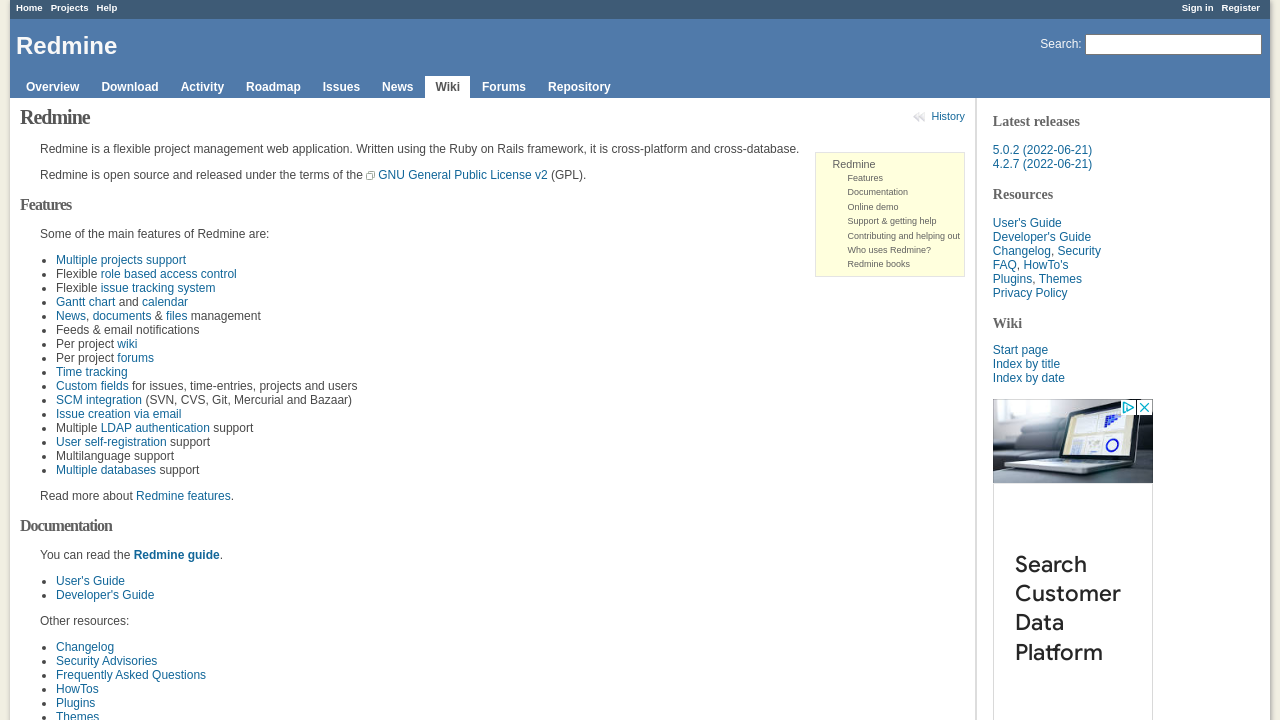 Home Projects Help
Sign in Register
Redmine
Search:
Overview Download Activity Roadmap Issues News Wiki Forums Repository
History
Redmine
Redmine is a flexible project management web application. Written using the Ruby on Rails framework, it is cross-platform and cross-database.
Redmine is open source and released under the terms of the GNU General Public License v2 (GPL).
Redmine
Features
Documentation
Online demo
Support & getting help
Contributing and helping out
Who uses Redmine?
Redmine books
Features
Some of the main features of Redmine are:
Multiple projects support
Flexible role based access control
Flexible issue tracking system
Gantt chart and calendar
News, documents & files management
Feeds & email notifications
Per project wiki
Per project forums
Time tracking
Custom fields for issues, time-entries, projects and users
SCM integration (SVN, CVS, Git, Mercurial and Bazaar)
Issue creation via email
Multiple LDAP authentication support
User self-registration support
Multilanguage support
Multiple databases support
Read more about Redmine features.
Documentation
You can read the Redmine guide.
User's Guide
Developer's Guide
Other resources:
Changelog
Security Advisories
Frequently Asked Questions
HowTos
Plugins
Themes
Latest releases
5.0.2 (2022-06-21)
4.2.7 (2022-06-21)
Resources
User's Guide
Developer's Guide
Changelog, Security
FAQ, HowTo's
Plugins, Themes
Privacy Policy
Wiki
Start page
Index by title
Index by date
Search
Customer
Data
Platform